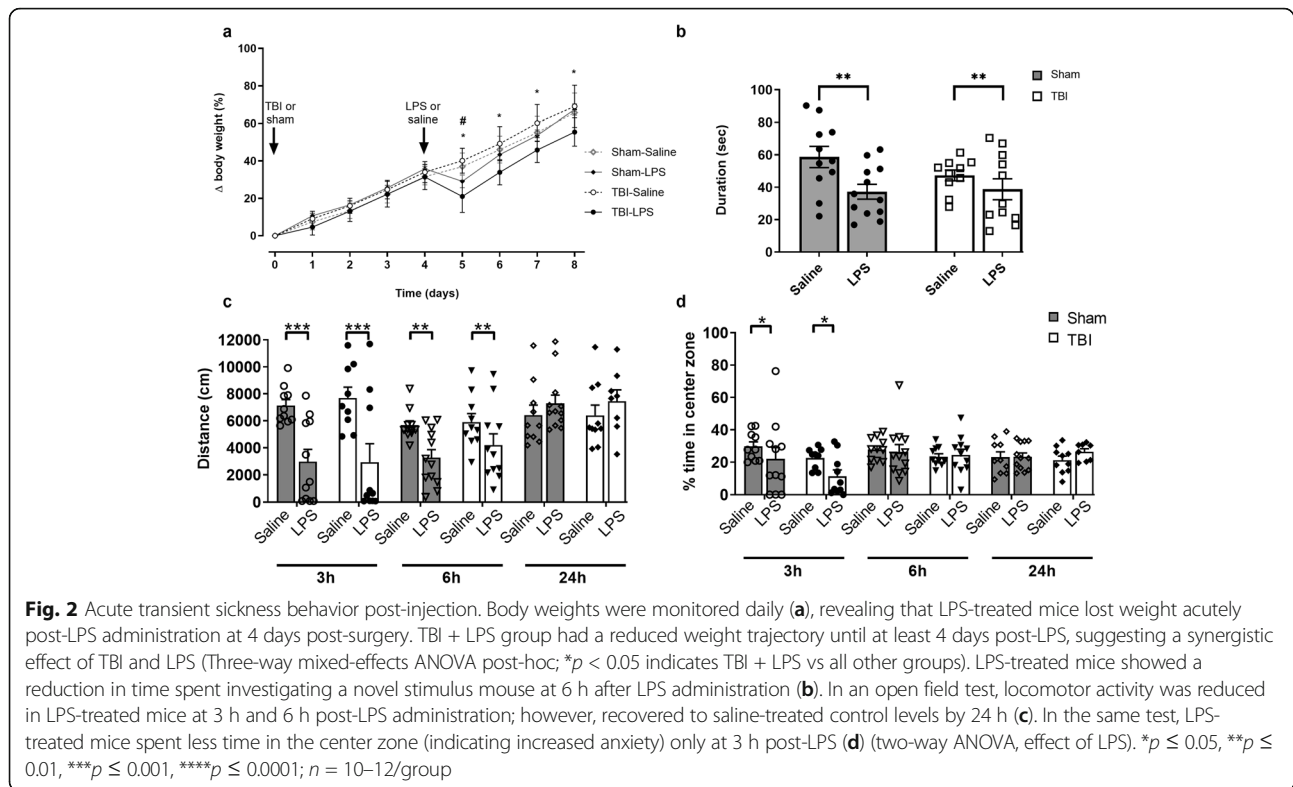 a
100
80
60
40
20
0
Δ body weight (%)
TBI or
sham
LPS or
saline
#
*
*
*
*
Sham-Saline
Sham-LPS
TBI-Saline
TBI-LPS
0 1 2 3 4 5 6 7 8
Time (days)
b
Sham
TBI
** **
100
80
60
40
20
0
Duration (sec)
Saline LPS Saline LPS
c
*** *** ** **
12000
10000
8000
6000
4000
2000
0
Distance (cm)
Saline LPS Saline LPS Saline LPS Saline LPS Saline LPS Saline LPS
3h 6h 24h
d
Sham
TBI
* *
100
80
60
40
20
0
% time in center zone
Saline LPS Saline LPS Saline LPS Saline LPS Saline LPS Saline LPS
3h 6h 24h
Fig. 2 Acute transient sickness behavior post-injection. Body weights were monitored daily (a), revealing that LPS-treated mice lost weight acutely
post-LPS administration at 4 days post-surgery. TBI + LPS group had a reduced weight trajectory until at least 4 days post-LPS, suggesting a synergistic
effect of TBI and LPS (Three-way mixed-effects ANOVA post-hoc; *p < 0.05 indicates TBI + LPS vs all other groups). LPS-treated mice showed a
reduction in time spent investigating a novel stimulus mouse at 6 h after LPS administration (b). In an open field test, locomotor activity was reduced
in LPS-treated mice at 3 h and 6 h post-LPS administration; however, recovered to saline-treated control levels by 24 h (c). In the same test, LPS-
treated mice spent less time in the center zone (indicating increased anxiety) only at 3 h post-LPS (d) (two-way ANOVA, effect of LPS). *p ≤ 0.05, **p ≤
0.01, ***p ≤ 0.001, ****p ≤ 0.0001; n = 10–12/group